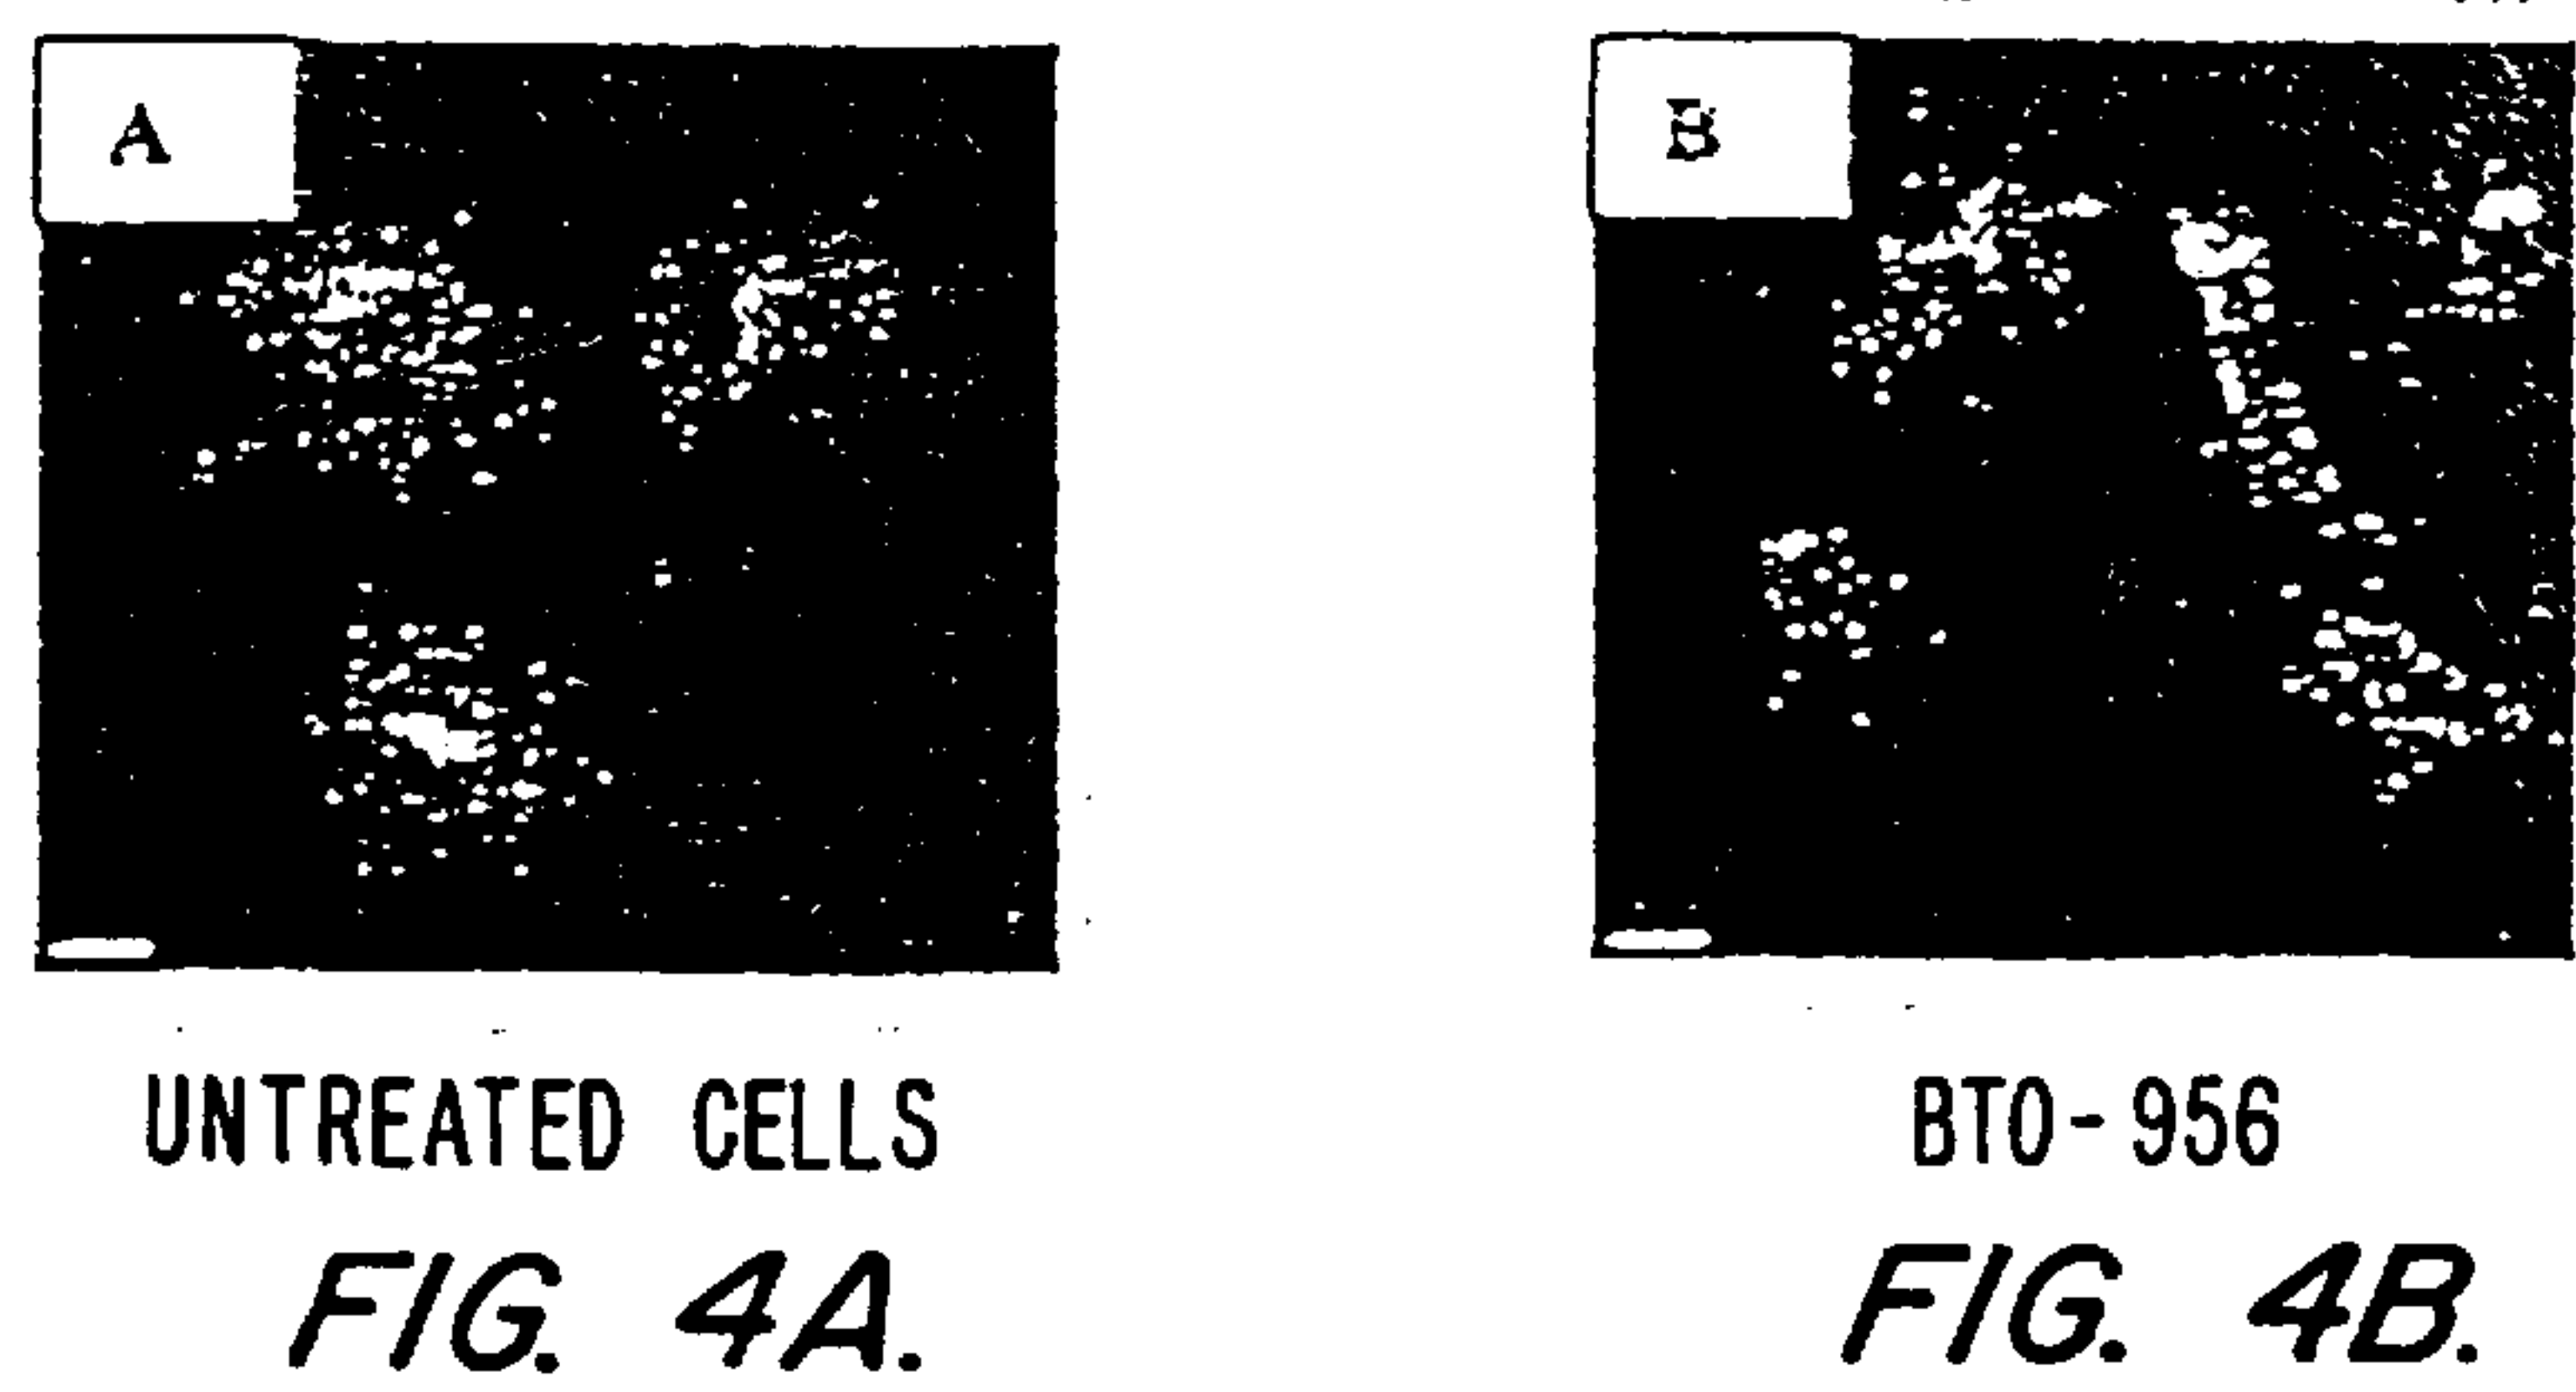 A
B
UNTREATED CELLS
BTO-956
FIG. 4A.
FIG. 4B.